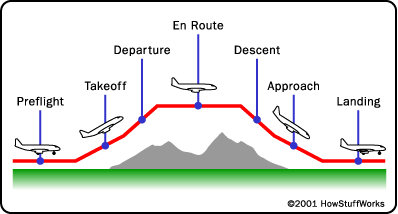 En Route
Departure
Descent
Takeoff
Approach
Preflight
Landing
©2001 HowStuffWorks